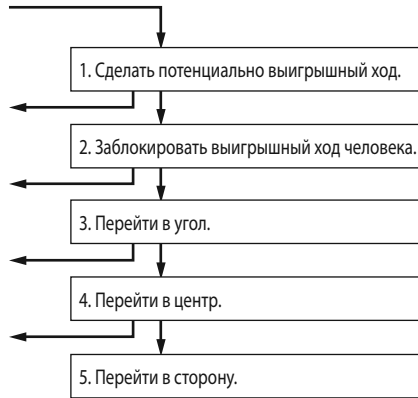 1. Сделать потенциально выигрышный ход.
2. Заблокировать выигрышный ход человека.
3. Перейти в угол.
4. Перейти в центр.
5. Перейти в сторону.